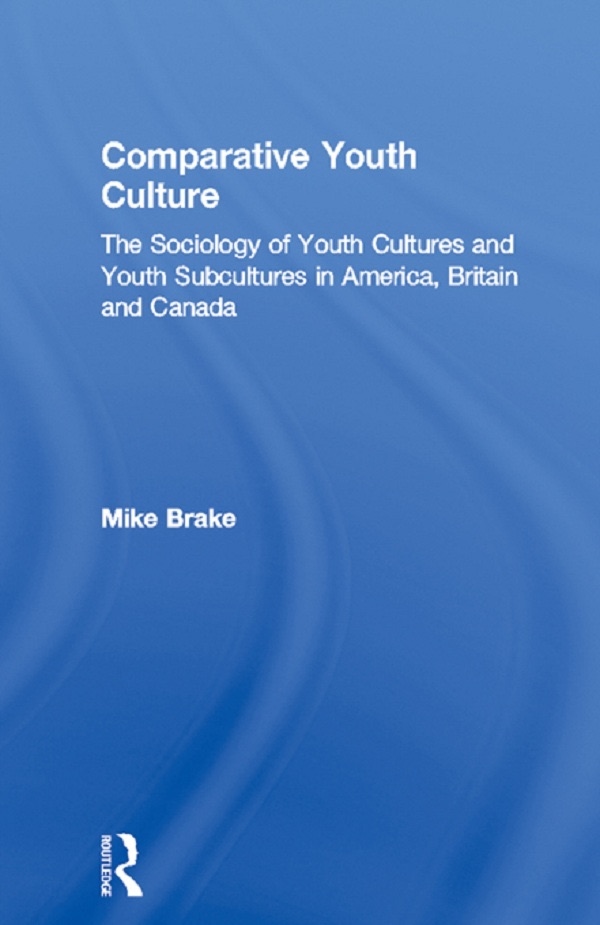 Comparative Youth
Culture
The Sociology of Youth Cultures and
Youth Subcultures in America, Britain
and Canada
Mike Brake
ROUTLEDGE